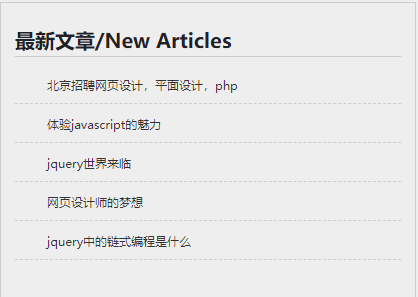 最新文章/New Articles
北京招聘网页设计，平面设计，php
体验javascript的魅力
jquery世界来临
网页设计师的梦想
jquery中的链式编程是什么